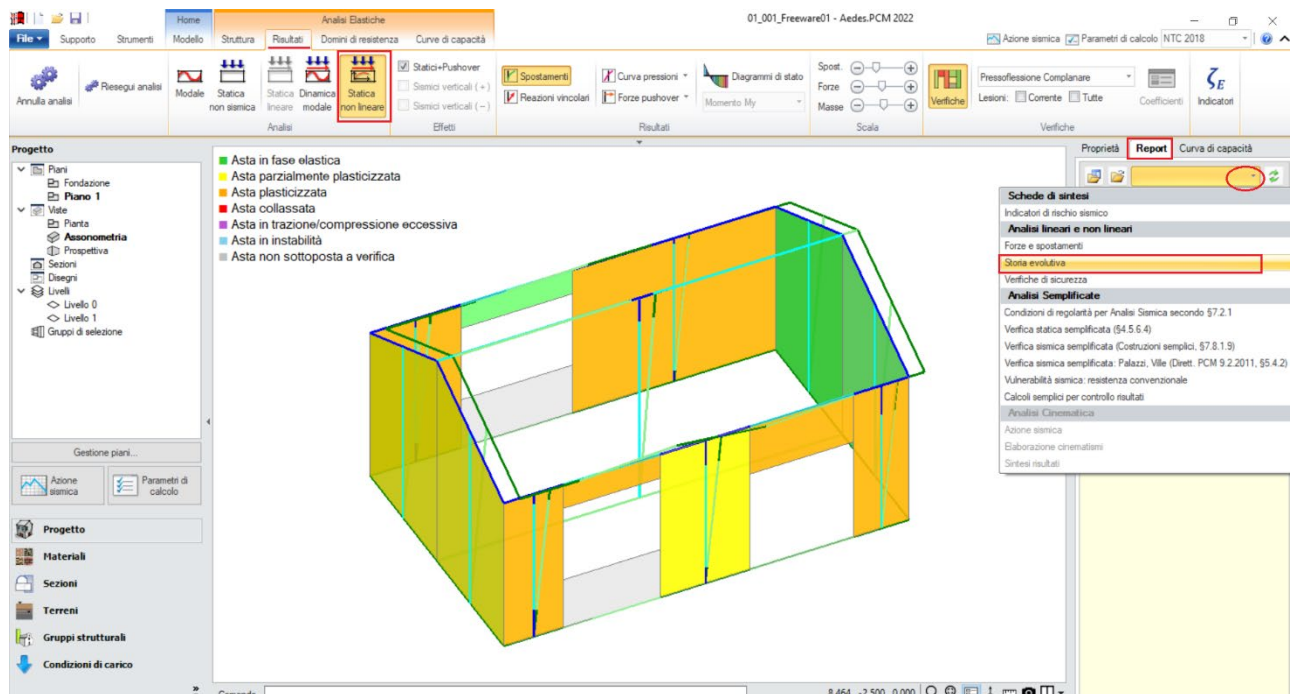 Home
Analisi Elastiche
01_001_Freeware01 - Aedes.PCM 2022
File
Supporto
Strumenti
Modello
Struttura
Risultati
Domini di resistenza
Curve di capacità
Azione sismica
Parametri di calcolo
NTC 2018
Annulla analisi
Riesegui analisi
Modale
Statica non sismica
Statica lineare
Dinamica modale
Statica non lineare
Analisi
Statici+Pushover
Sismici verticali (+)
Sismici verticali (–)
Effetti
Spostamenti
Reazioni vincolari
Curva pressioni
Forze pushover
Diagrammi di stato
Momento My
Risultati
Spost.
Forze
Masse
Scala
Verifiche
Pressoflessione Complanare
Lesioni:
Corrente
Tutte
Coefficienti
Verifiche
ζE
Indicatori
Progetto
Piani
Fondazione
Piano 1
Viste
Pianta
Assonometria
Prospettiva
Sezioni
Disegni
Livelli
Livello 0
Livello 1
Gruppi di selezione
Gestione piani...
Azione sismica
Parametri di calcolo
Progetto
Materiali
Sezioni
Terreni
Gruppi strutturali
Condizioni di carico
»
Asta in fase elastica
Asta parzialmente plasticizzata
Asta plasticizzata
Asta collassata
Asta in trazione/compressione eccessiva
Asta in instabilità
Asta non sottoposta a verifica
Proprietà
Report
Curva di capacità
Schede di sintesi
Indicatori di rischio sismico
Analisi lineari e non lineari
Forze e spostamenti
Storia evolutiva
Verifiche di sicurezza
Analisi Semplificate
Condizioni di regolarità per Analisi Sismica secondo §7.2.1
Verifica statica semplificata (§4.5.6.4)
Verifica sismica semplificata (Costruzioni semplici, §7.8.1.9)
Verifica sismica semplificata: Palazzi, Ville (Dirett. PCM 9.2.2011, §5.4.2)
Vulnerabilità sismica: resistenza convenzionale
Calcoli semplici per controllo risultati
Analisi Cinematica
Azione sismica
Elaborazione cinematismi
Sintesi risultati
Comando
8.464, -2.500, 0.000